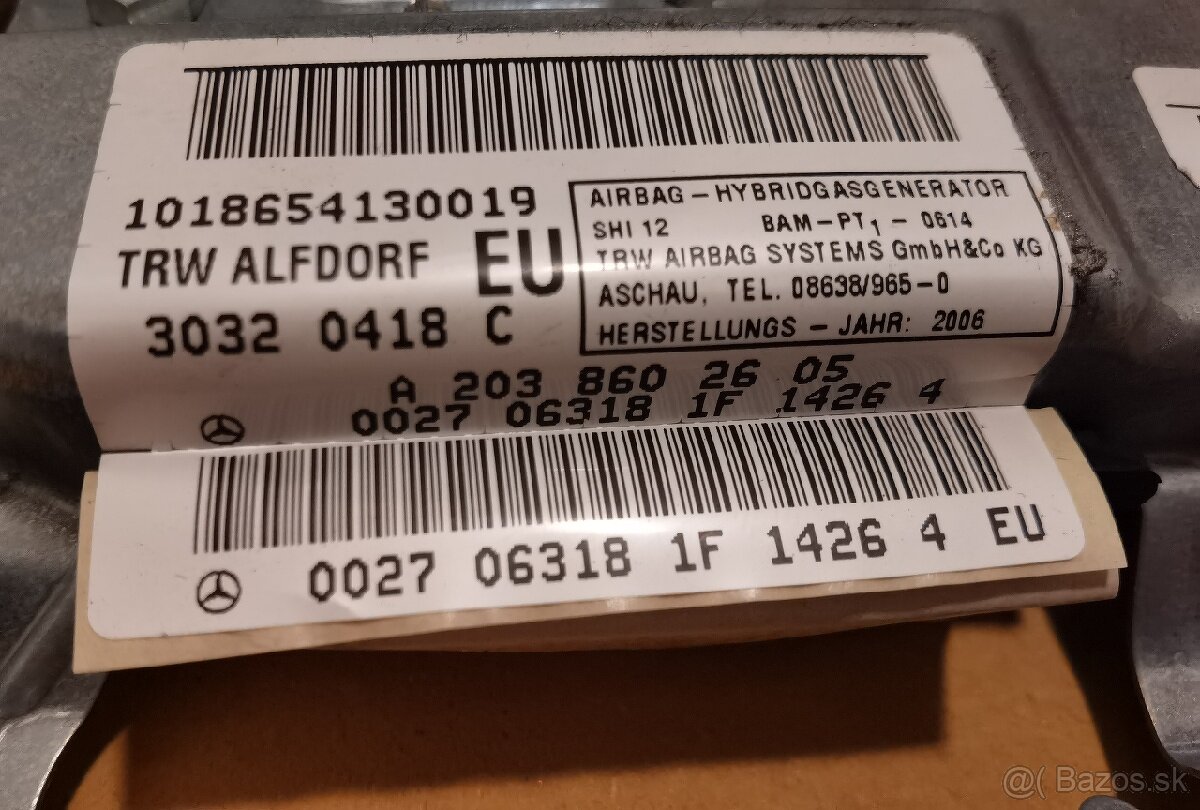 1018654130019
TRW ALFDORF EU
3032 0418 C
AIRBAG – HYBRIDGASGENERATOR
SHI 12 BAM–PT1 – 0614
TRW AIRBAG SYSTEMS GmbH&Co KG
ASCHAU, TEL. 08638/965–0
HERSTELLUNGS – JAHR: 2006
A 203 860 26 05
0027 06318 1F 1426 4
0027 06318 1F 1426 4 EU
@( Bazos.sk